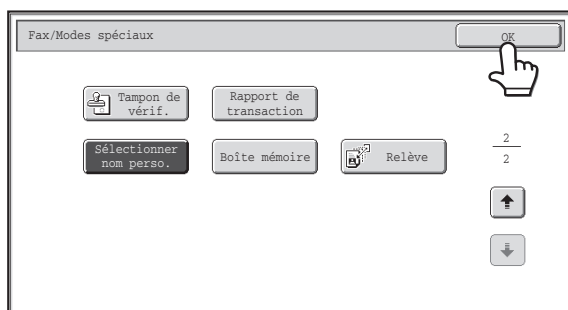 Fax/Modes spéciaux
OK
Tampon de
vérif.
Rapport de
transaction
Sélectionner
nom perso.
Boîte mémoire
Relève
2
2